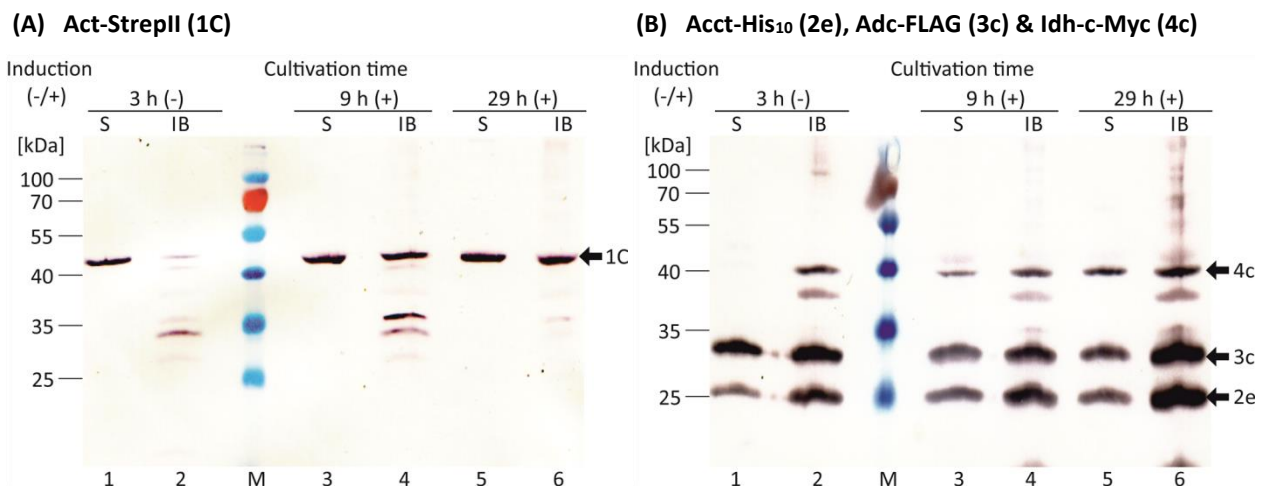 (A) Act-StrepII (1C)
Induction Cultivation time
(-/+) 3 h (-) 9 h (+) 29 h (+)
S IB S IB S IB
[kDa]
100
70
55
1C
40
35
25
1 2 M 3 4 5 6
(B) Acct-His₁₀ (2e), Adc-FLAG (3c) & Idh-c-Myc (4c)
Induction Cultivation time
(-/+) 3 h (-) 9 h (+) 29 h (+)
S IB S IB S IB
[kDa]
100
70
55
40 4c
35
3c
25 2e
1 2 M 3 4 5 6